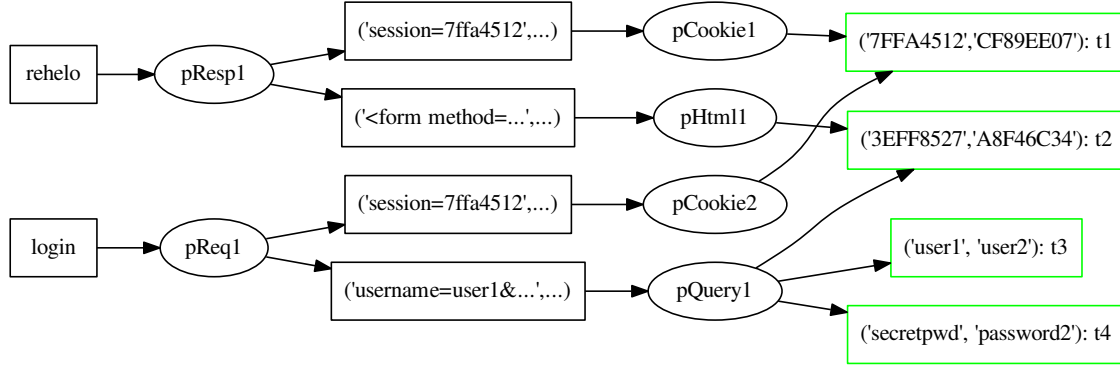 ('session=7ffa4512',...)
pCookie1
('7FFA4512','CF89EE07'): t1
rehelo
pResp1
('<form method=...',...)
pHtml1
('3EFF8527','A8F46C34'): t2
('session=7ffa4512',...)
pCookie2
login
pReq1
('user1', 'user2'): t3
('username=user1&...',...)
pQuery1
('secretpwd', 'password2'): t4